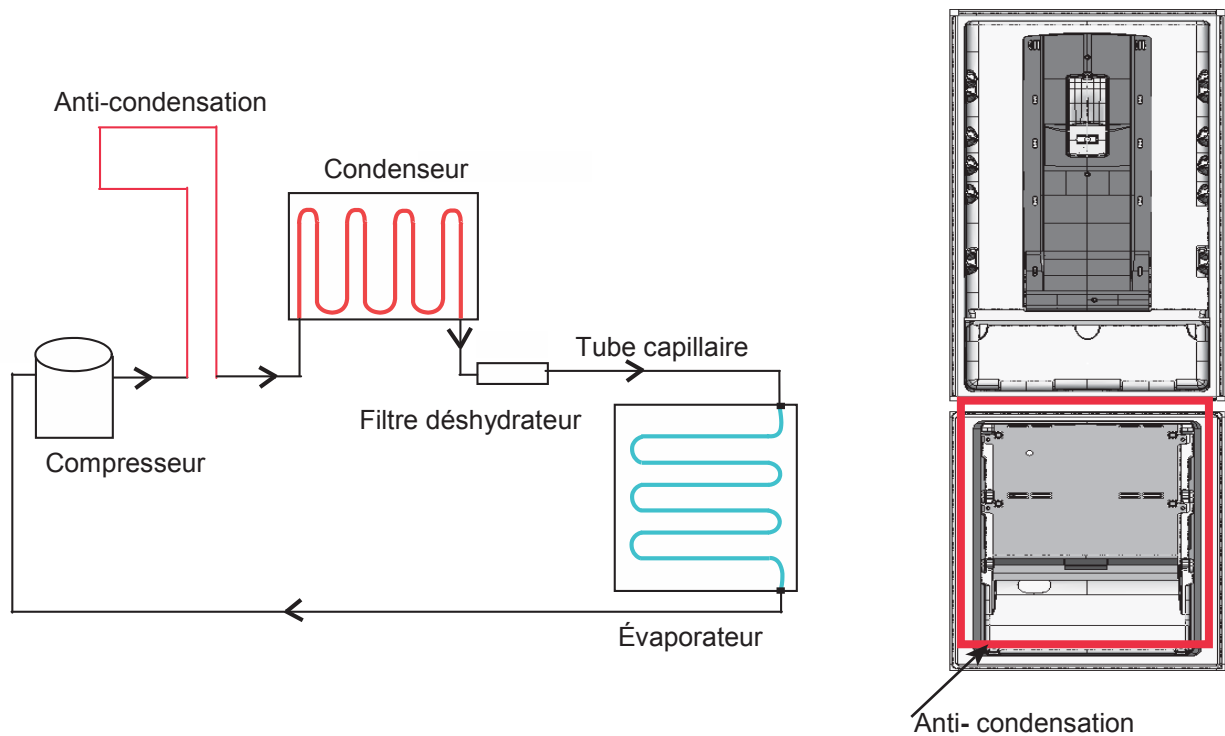 Anti-condensation
Condenseur
Tube capillaire
Filtre déshydrateur
Compresseur
Évaporateur
Anti- condensation